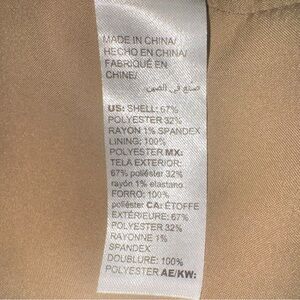 MADE IN CHINA/
HECHO EN CHINA/
FABRIQUÉ EN
CHINE/
صنع في الصين
US: SHELL: 67%
POLYESTER 32%
RAYON 1% SPANDEX
LINING: 100%
POLYESTER MX:
TELA EXTERIOR:
67% poliéster 32%
rayón 1% elastano
FORRO: 100%
poliéster CA: ÉTOFFE
EXTÉRIEURE: 67%
POLYESTER 32%
RAYONNE 1%
SPANDEX
DOUBLURE: 100%
POLYESTER AE/KW: